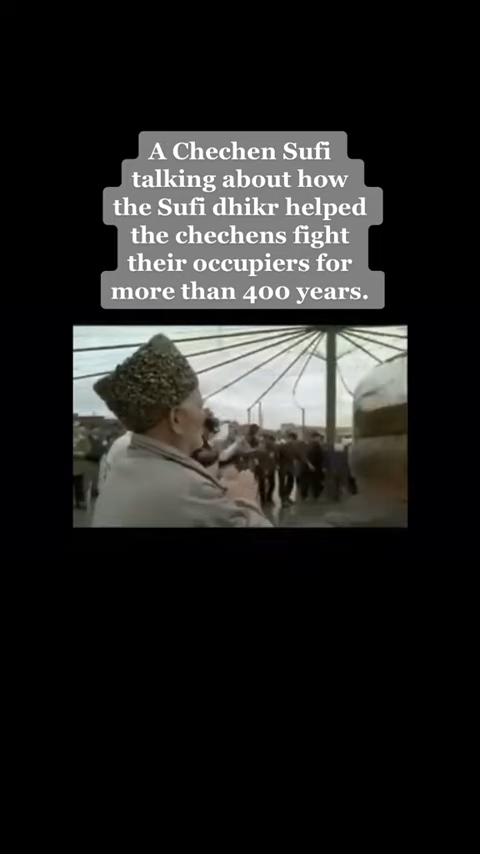 A Chechen Sufi
talking about how
the Sufi dhikr helped
the chechens fight
their occupiers for
more than 400 years.